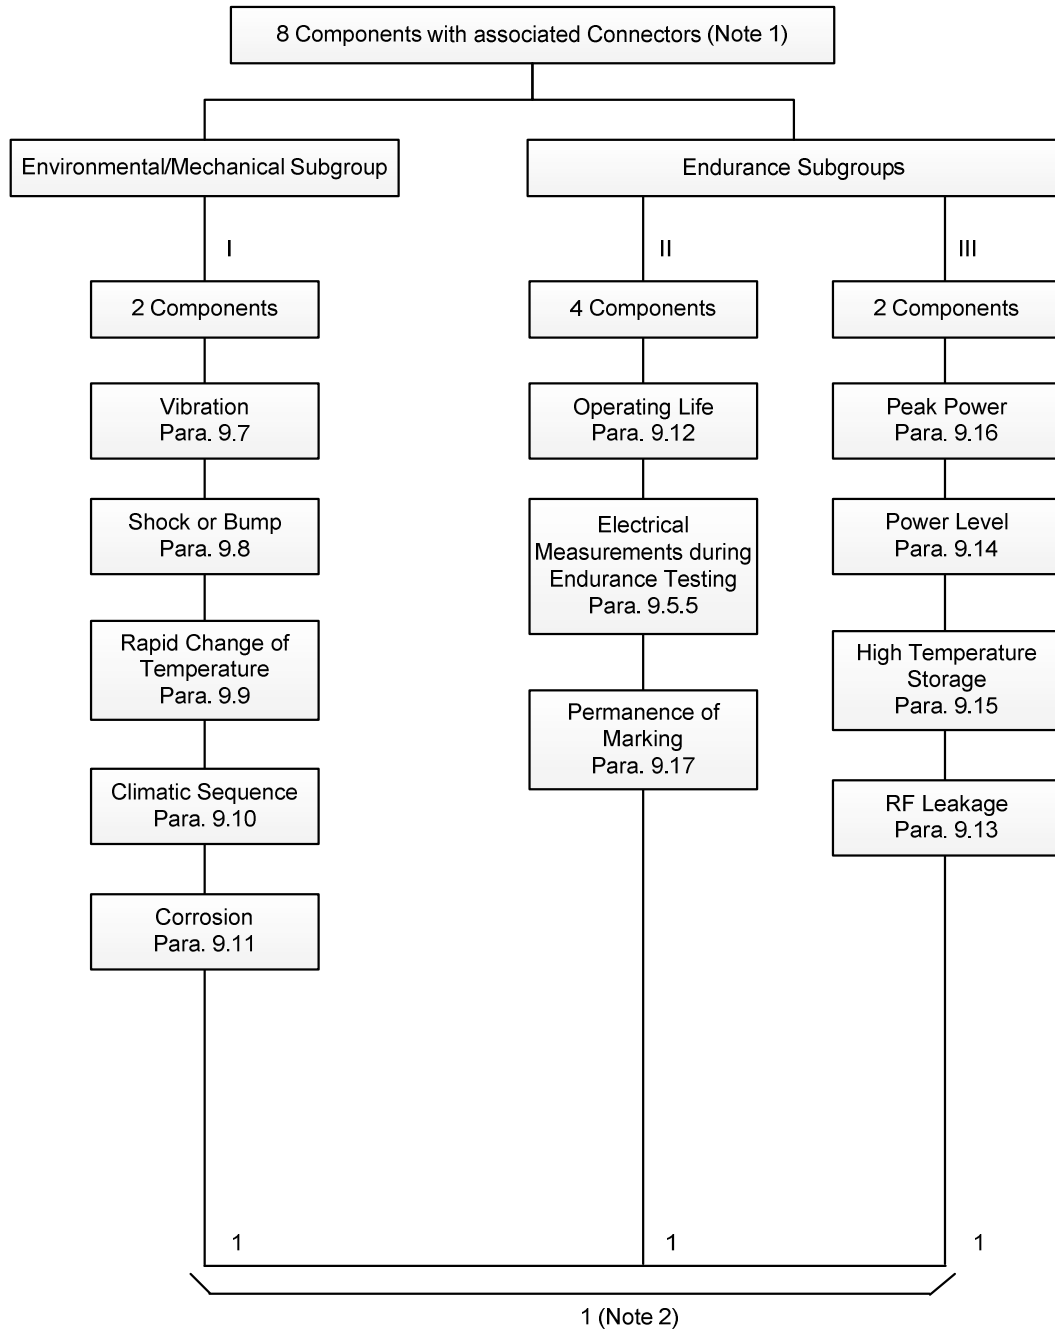 8 Components with associated Connectors (Note 1)
Environmental/Mechanical Subgroup
Endurance Subgroups
I
II
III
2 Components
4 Components
2 Components
Vibration
Para. 9.7
Operating Life
Para. 9.12
Peak Power
Para. 9.16
Shock or Bump
Para. 9.8
Electrical
Measurements during
Endurance Testing
Para. 9.5.5
Power Level
Para. 9.14
Rapid Change of
Temperature
Para. 9.9
High Temperature
Storage
Para. 9.15
Permanence of
Marking
Para. 9.17
Climatic Sequence
Para. 9.10
RF Leakage
Para. 9.13
Corrosion
Para. 9.11
1
1
1
1 (Note 2)